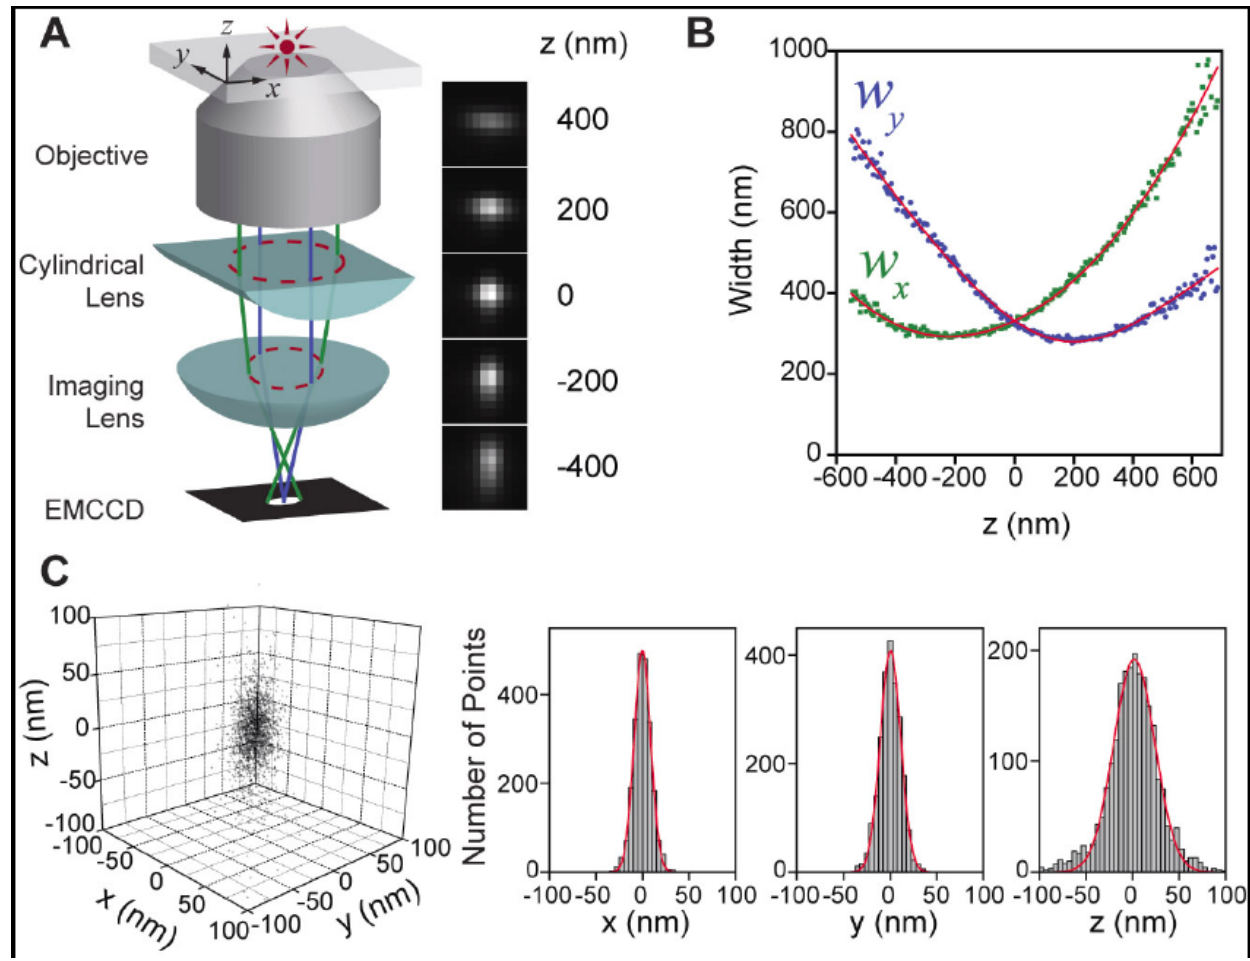 A
z
y
x
Objective
Cylindrical
Lens
Imaging
Lens
EMCCD
z (nm)
400
200
0
-200
-400
B
1000
800
600
400
200
0
Width (nm)
wy
wx
-600 -400 -200 0 200 400 600
z (nm)
C
100
50
0
-50
-100
z (nm)
-100
-50
0
50
100
x (nm)
-100
-50
0
50
100
y (nm)
Number of Points
400
200
0
-100 -50 0 50 100
x (nm)
400
200
0
-100 -50 0 50 100
y (nm)
200
100
0
-100 -50 0 50 100
z (nm)